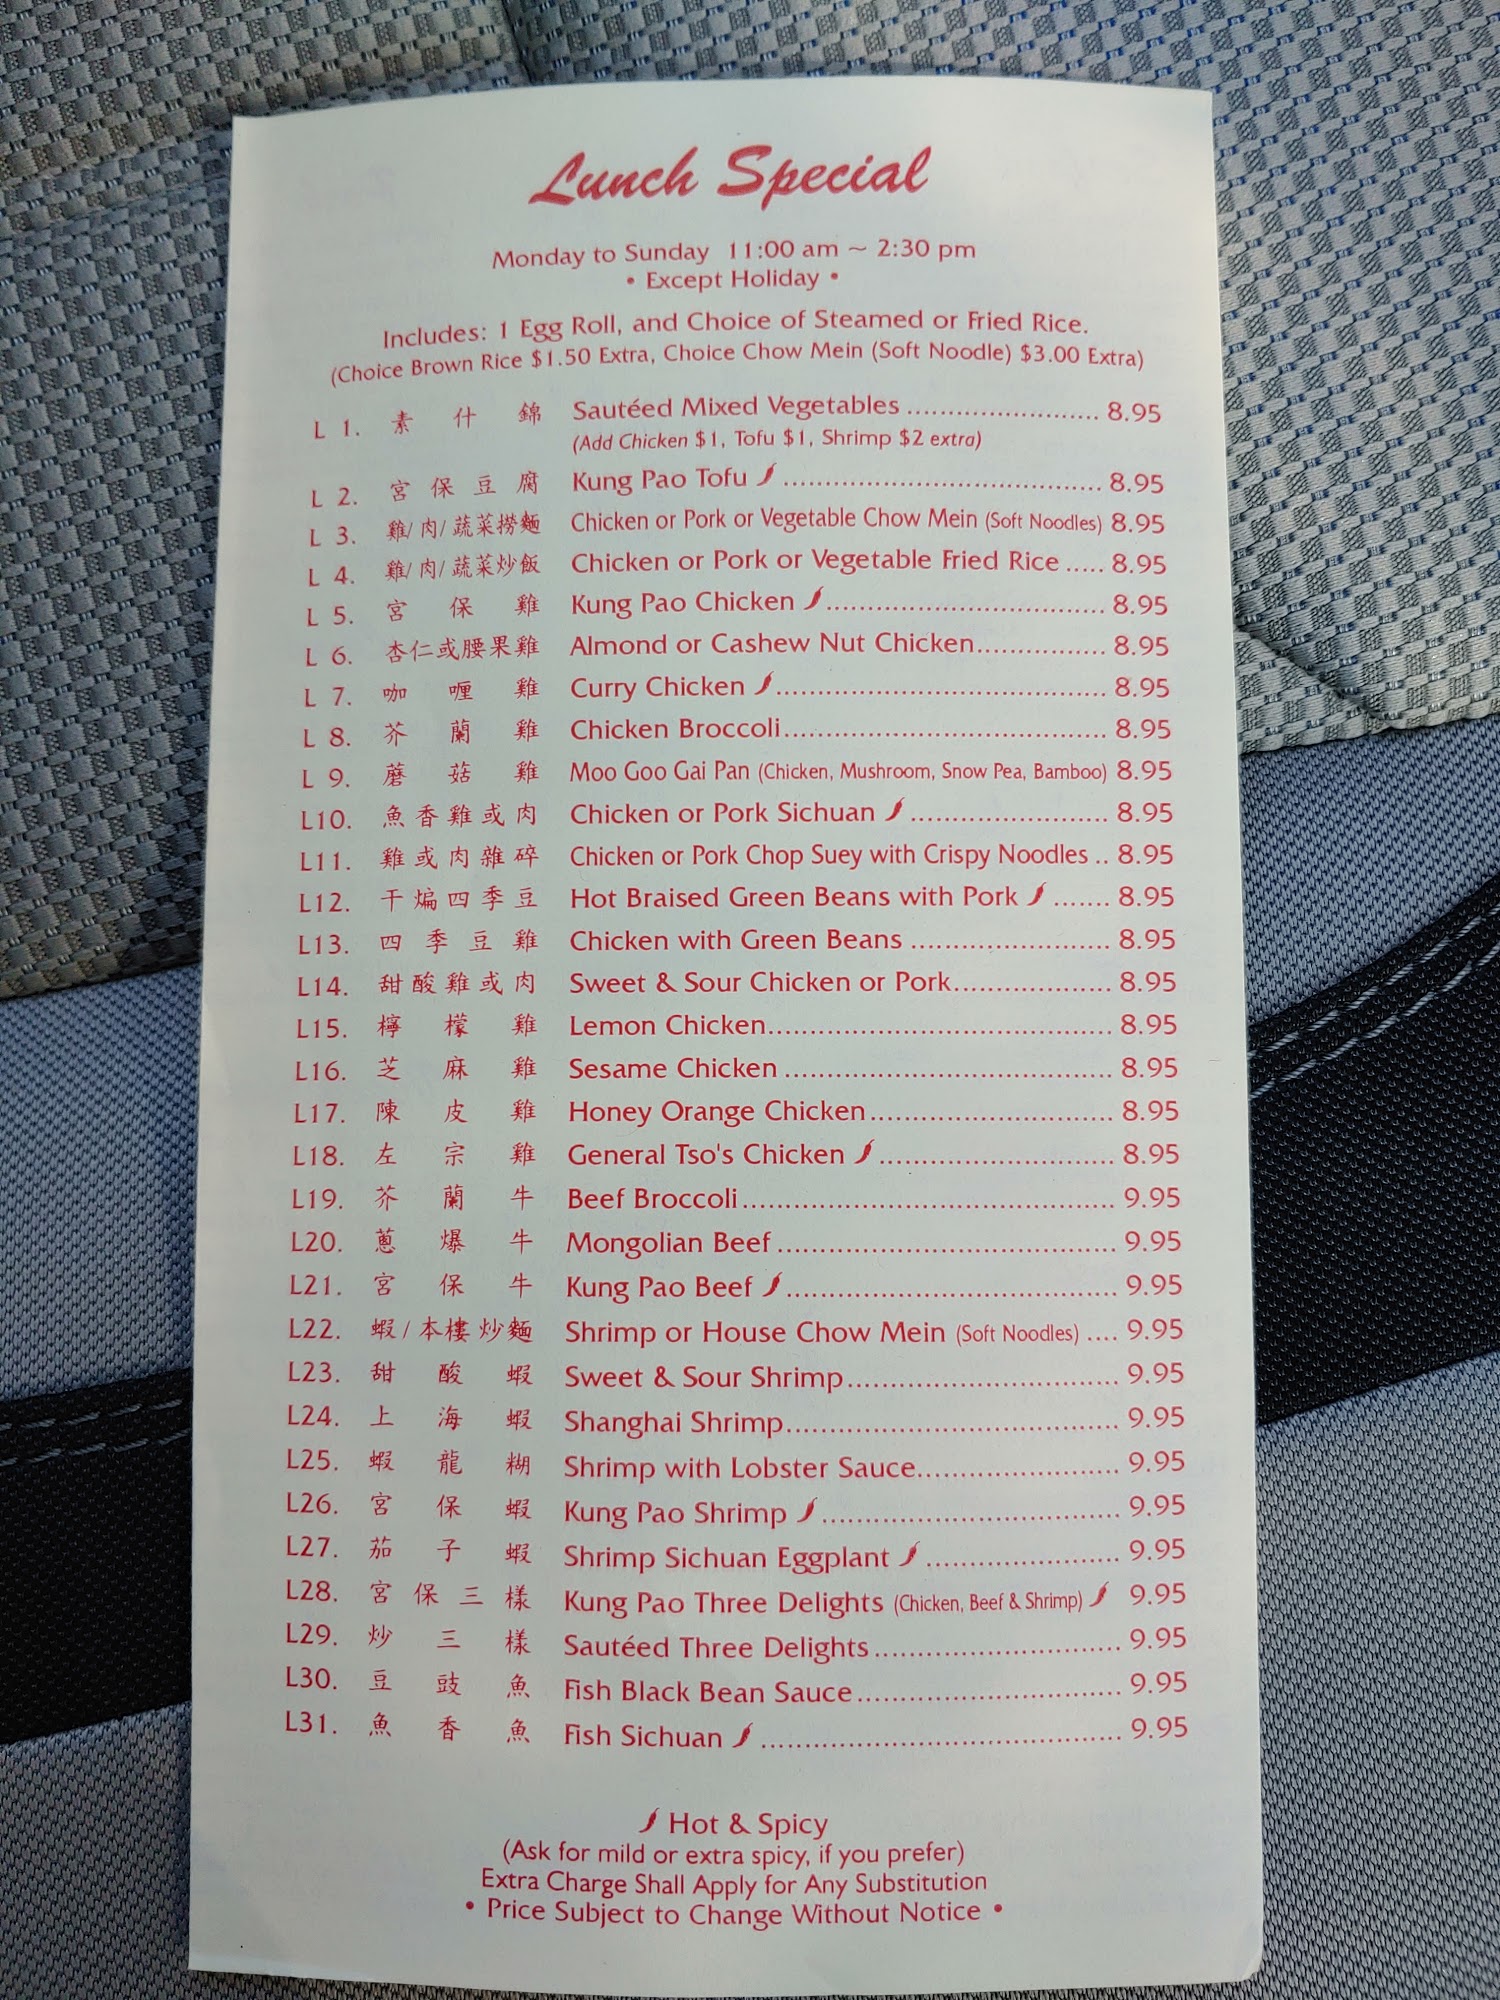 Lunch Special
Monday to Sunday 11:00 am ~ 2:30 pm
• Except Holiday •
Includes: 1 Egg Roll, and Choice of Steamed or Fried Rice.
(Choice Brown Rice $1.50 Extra, Choice Chow Mein (Soft Noodle) $3.00 Extra)
L 1. 素什錦 Sautéed Mixed Vegetables ........................ 8.95
(Add Chicken $1, Tofu $1, Shrimp $2 extra)
L 2. 宮保豆腐 Kung Pao Tofu ........................................ 8.95
L 3. 雞/肉/蔬菜撈麵 Chicken or Pork or Vegetable Chow Mein (Soft Noodles) 8.95
L 4. 雞/肉/蔬菜炒飯 Chicken or Pork or Vegetable Fried Rice ..... 8.95
L 5. 宮保雞 Kung Pao Chicken ................................... 8.95
L 6. 杏仁或腰果雞 Almond or Cashew Nut Chicken................ 8.95
L 7. 咖喱雞 Curry Chicken ......................................... 8.95
L 8. 芥蘭雞 Chicken Broccoli........................................ 8.95
L 9. 蘑菇雞 Moo Goo Gai Pan (Chicken, Mushroom, Snow Pea, Bamboo) 8.95
L10. 魚香雞或肉 Chicken or Pork Sichuan ......................... 8.95
L11. 雞或肉雜碎 Chicken or Pork Chop Suey with Crispy Noodles .. 8.95
L12. 干煸四季豆 Hot Braised Green Beans with Pork ....... 8.95
L13. 四季豆雞 Chicken with Green Beans ......................... 8.95
L14. 甜酸雞或肉 Sweet & Sour Chicken or Pork.................... 8.95
L15. 檸檬雞 Lemon Chicken........................................... 8.95
L16. 芝麻雞 Sesame Chicken ......................................... 8.95
L17. 陳皮雞 Honey Orange Chicken.............................. 8.95
L18. 左宗雞 General Tso's Chicken ............................. 8.95
L19. 芥蘭牛 Beef Broccoli.............................................. 9.95
L20. 蔥爆牛 Mongolian Beef .......................................... 9.95
L21. 宮保牛 Kung Pao Beef ......................................... 9.95
L22. 蝦/本樓炒麵 Shrimp or House Chow Mein (Soft Noodles) .... 9.95
L23. 甜酸蝦 Sweet & Sour Shrimp.................................. 9.95
L24. 上海蝦 Shanghai Shrimp......................................... 9.95
L25. 蝦龍糊 Shrimp with Lobster Sauce......................... 9.95
L26. 宮保蝦 Kung Pao Shrimp ..................................... 9.95
L27. 茄子蝦 Shrimp Sichuan Eggplant ........................ 9.95
L28. 宮保三樣 Kung Pao Three Delights (Chicken, Beef & Shrimp) 9.95
L29. 炒三樣 Sautéed Three Delights............................... 9.95
L30. 豆豉魚 Fish Black Bean Sauce................................. 9.95
L31. 魚香魚 Fish Sichuan ............................................ 9.95
Hot & Spicy
(Ask for mild or extra spicy, if you prefer)
Extra Charge Shall Apply for Any Substitution
• Price Subject to Change Without Notice •